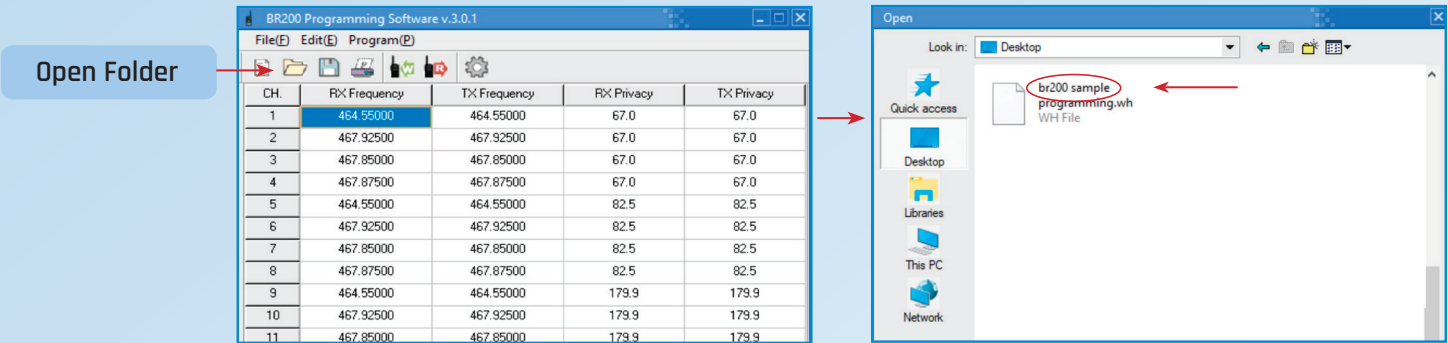 Open Folder
BR200 Programming Software v.3.0.1
File(F) Edit(E) Program(P)
CH. RX Frequency TX Frequency RX Privacy TX Privacy
1 464.55000 464.55000 67.0 67.0
2 467.92500 467.92500 67.0 67.0
3 467.85000 467.85000 67.0 67.0
4 467.87500 467.87500 67.0 67.0
5 464.55000 464.55000 82.5 82.5
6 467.92500 467.92500 82.5 82.5
7 467.85000 467.85000 82.5 82.5
8 467.87500 467.87500 82.5 82.5
9 464.55000 464.55000 179.9 179.9
10 467.92500 467.92500 179.9 179.9
11 467.85000 467.85000 179.9 179.9
Open
Look in: Desktop
Quick access
Desktop
Libraries
This PC
Network
br200 sample
programming.wh
WH File